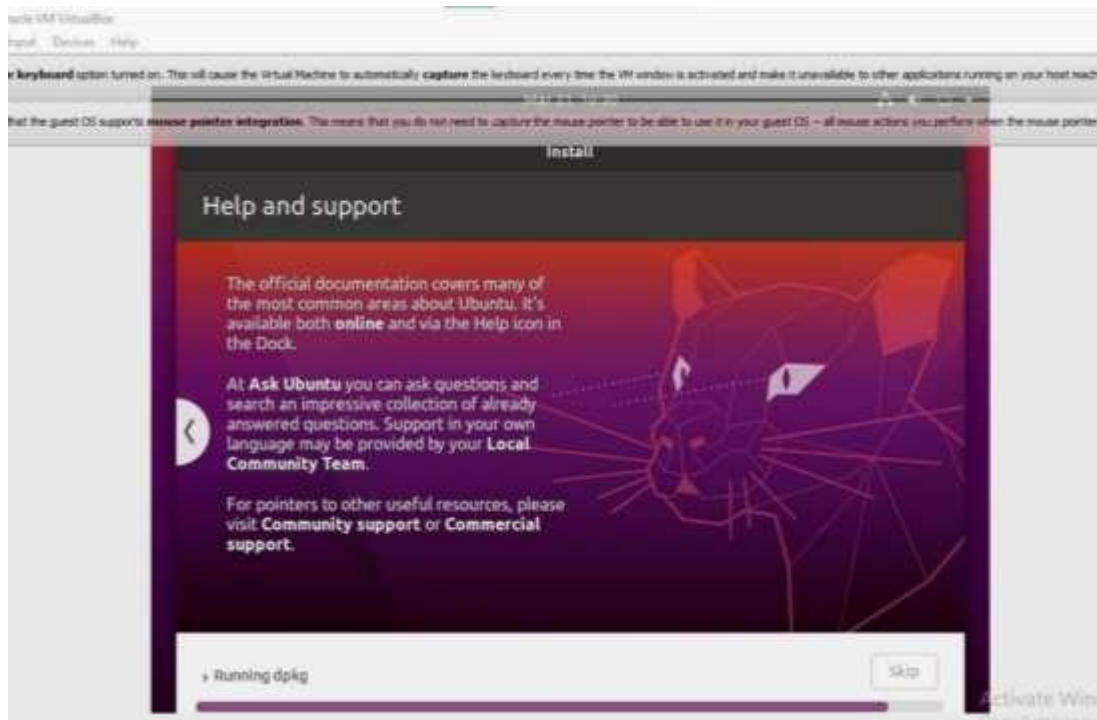 Oracle VM VirtualBox
Input Devices Help
keyboard option turned on. This will cause the Virtual Machine to automatically capture the keyboard every time the VM window is activated and make it unavailable to other applications running on your host mach
that the guest OS supports mouse pointer integration. This means that you do not need to capture the mouse pointer to be able to use it in your guest OS -- all mouse actions you perform when the mouse pointer
Install
Help and support
The official documentation covers many of
the most common areas about Ubuntu. It's
available both online and via the Help icon in
the Dock.
At Ask Ubuntu you can ask questions and
search an impressive collection of already
answered questions. Support in your own
language may be provided by your Local
Community Team.
For pointers to other useful resources, please
visit Community support or Commercial
support.
Running dpkg
Skip
Activate Win